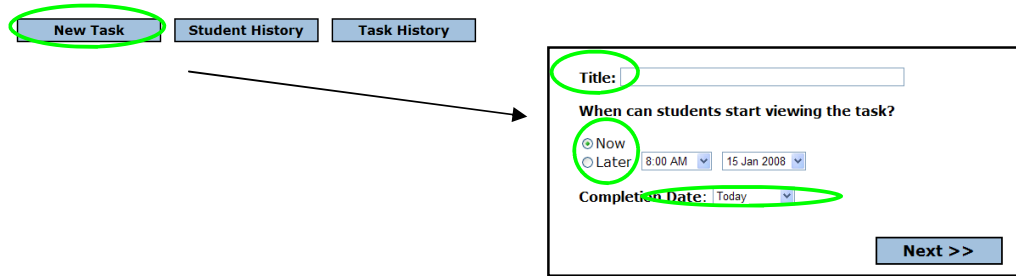 New Task Student History Task History
Title:
When can students start viewing the task?
Now
Later 8:00 AM 15 Jan 2008
Completion Date: Today
Next >>